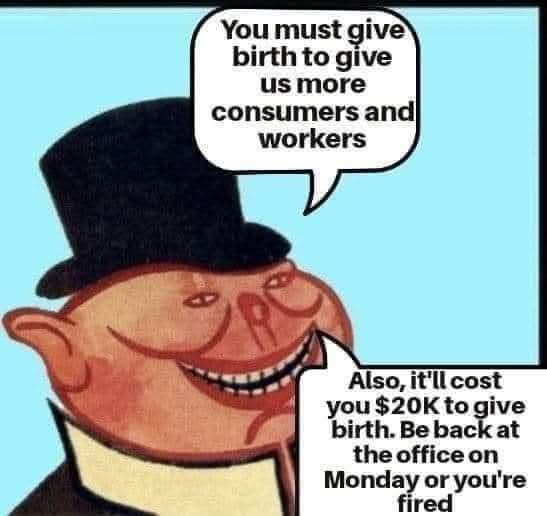 You must give
birth to give
us more
consumers and
workers
Also, it'll cost
you $20K to give
birth. Be back at
the office on
Monday or you're
fired